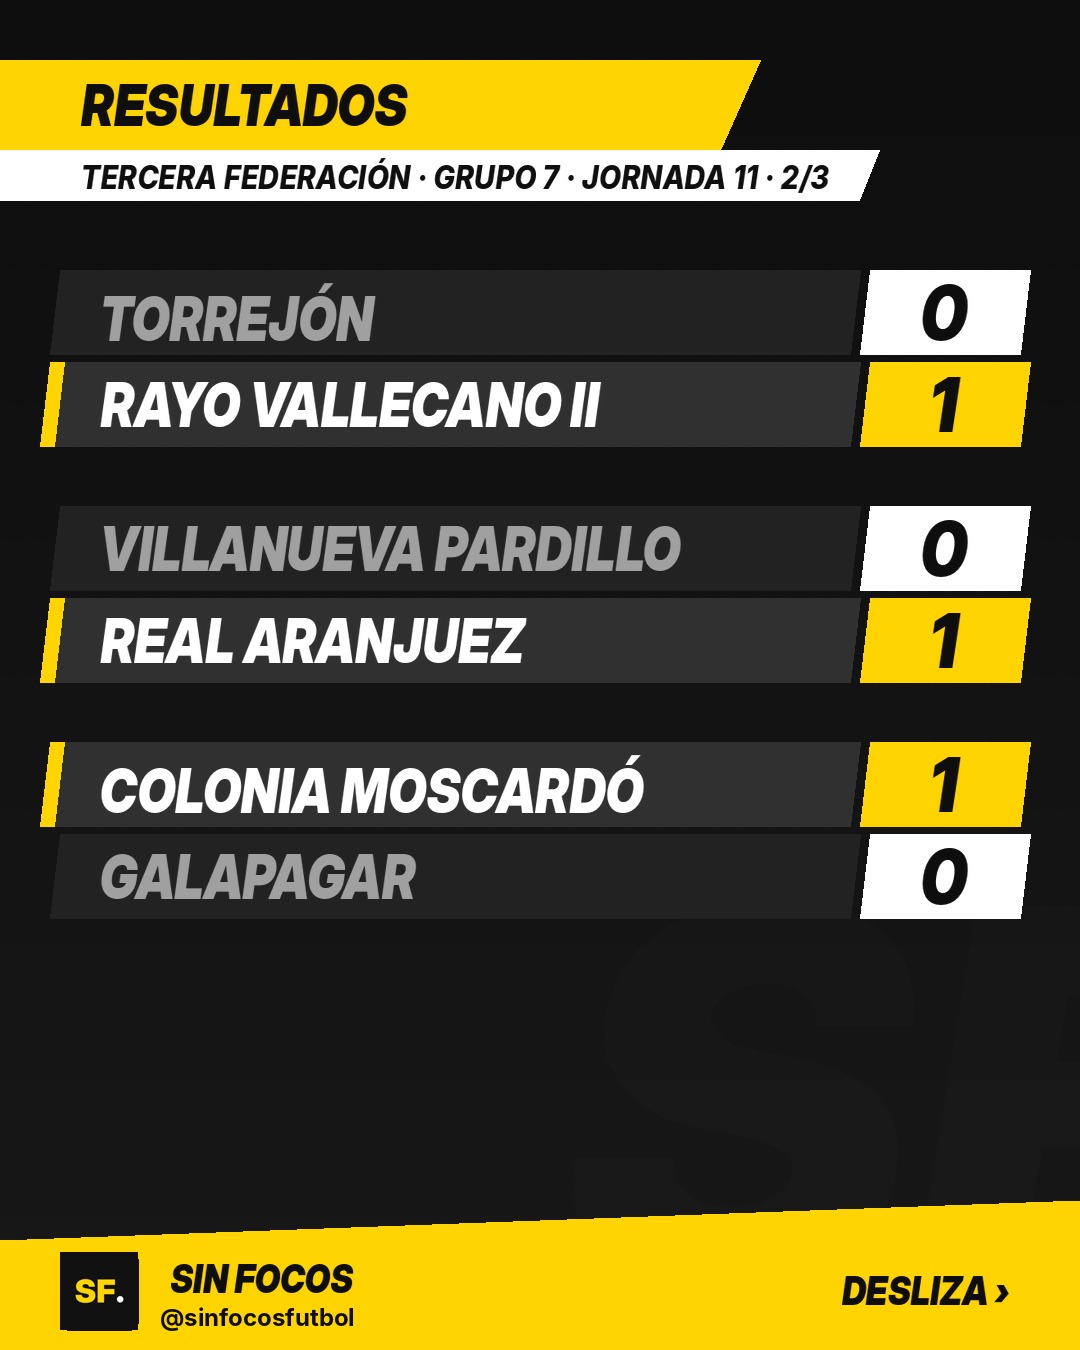 RESULTADOS
TERCERA FEDERACIÓN · GRUPO 7 · JORNADA 11 · 2/3
TORREJÓN 0
RAYO VALLECANO II 1
VILLANUEVA PARDILLO 0
REAL ARANJUEZ 1
COLONIA MOSCARDÓ 1
GALAPAGAR 0
SF
SF.
SIN FOCOS
@sinfocosfutbol
DESLIZA ›